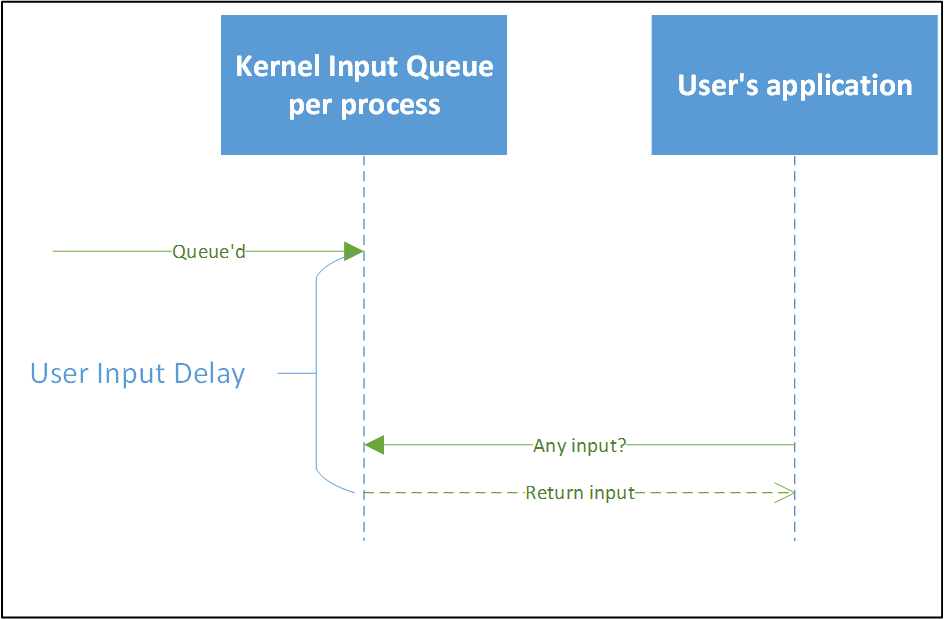 Kernel Input Queue
per process
User's application
Queue'd
User Input Delay
Any input?
Return input